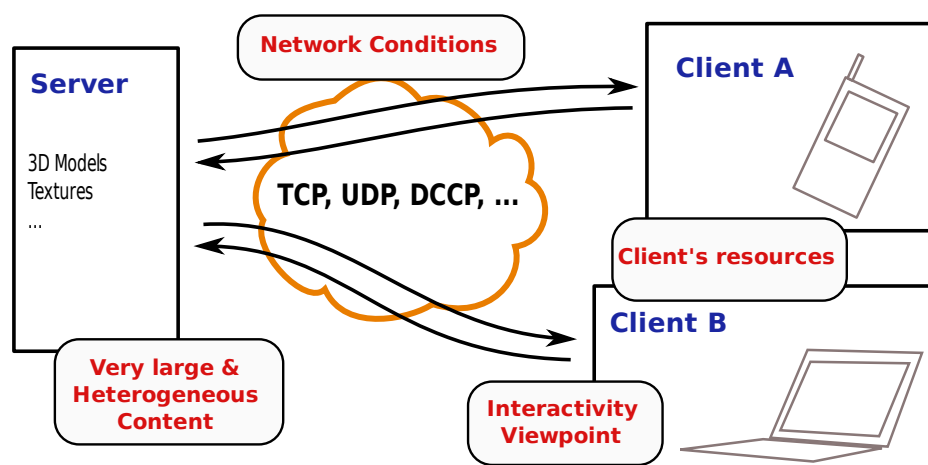 Network Conditions
Server
3D Models
Textures
...
TCP, UDP, DCCP, ...
Client A
Client's resources
Client B
Very large &
Heterogeneous
Content
Interactivity
Viewpoint